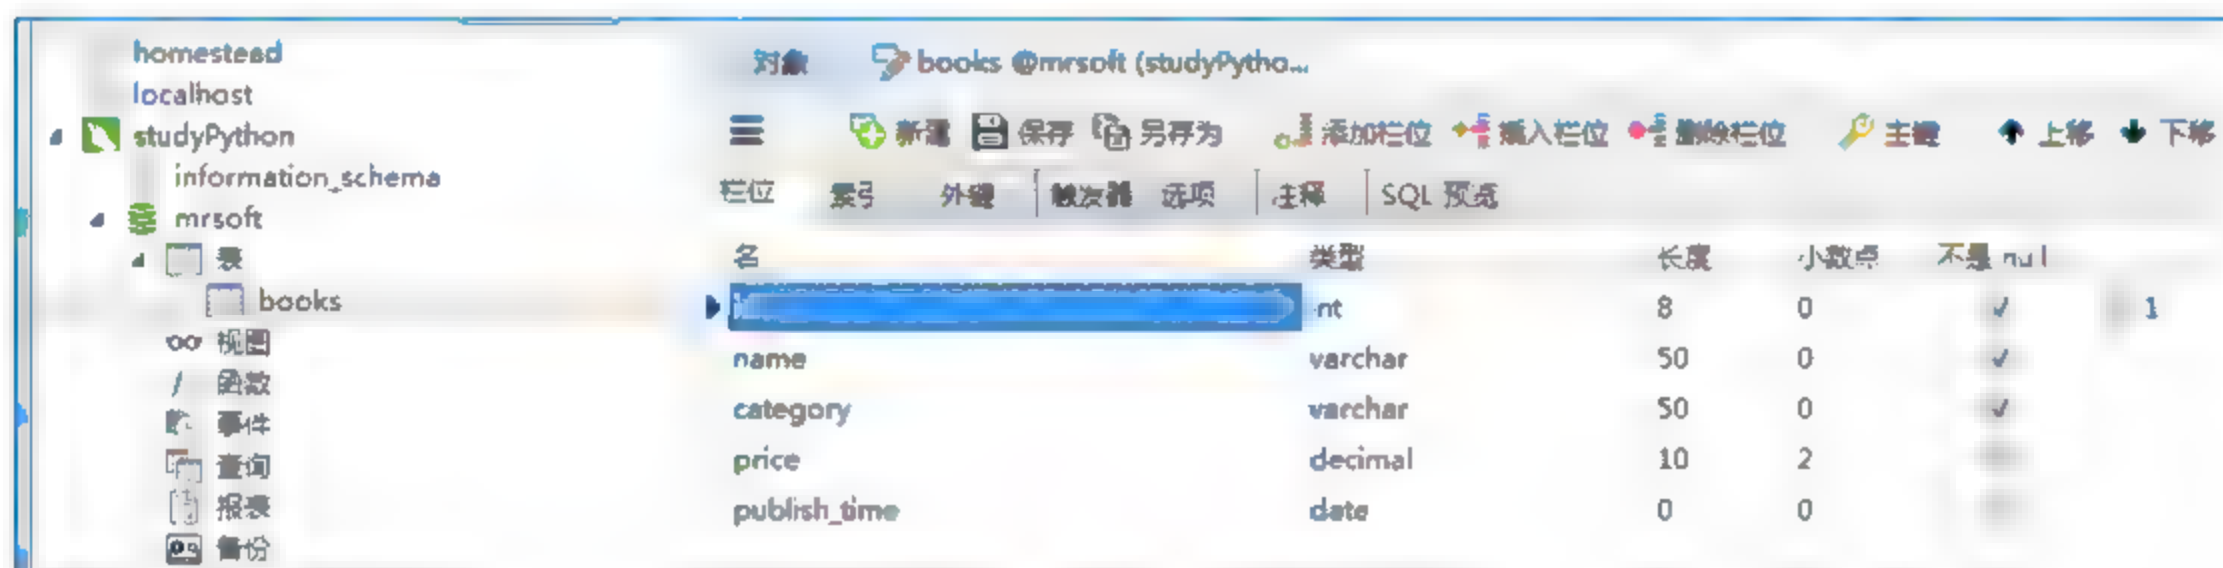 homestead
localhost
studyPython
information_schema
mrsoft
表
books
视图
函数
事件
查询
报表
备份
对象 books @mrsoft (studyPytho...
新建 保存 另存为 添加栏位 插入栏位 删除栏位 主键 上移 下移
栏位 索引 外键 触发器 选项 注释 SQL 预览
名 类型 长度 小数点 不是 null
int 8 0 ✓ 1
name varchar 50 0 ✓
category varchar 50 0 ✓
price decimal 10 2
publish_time date 0 0